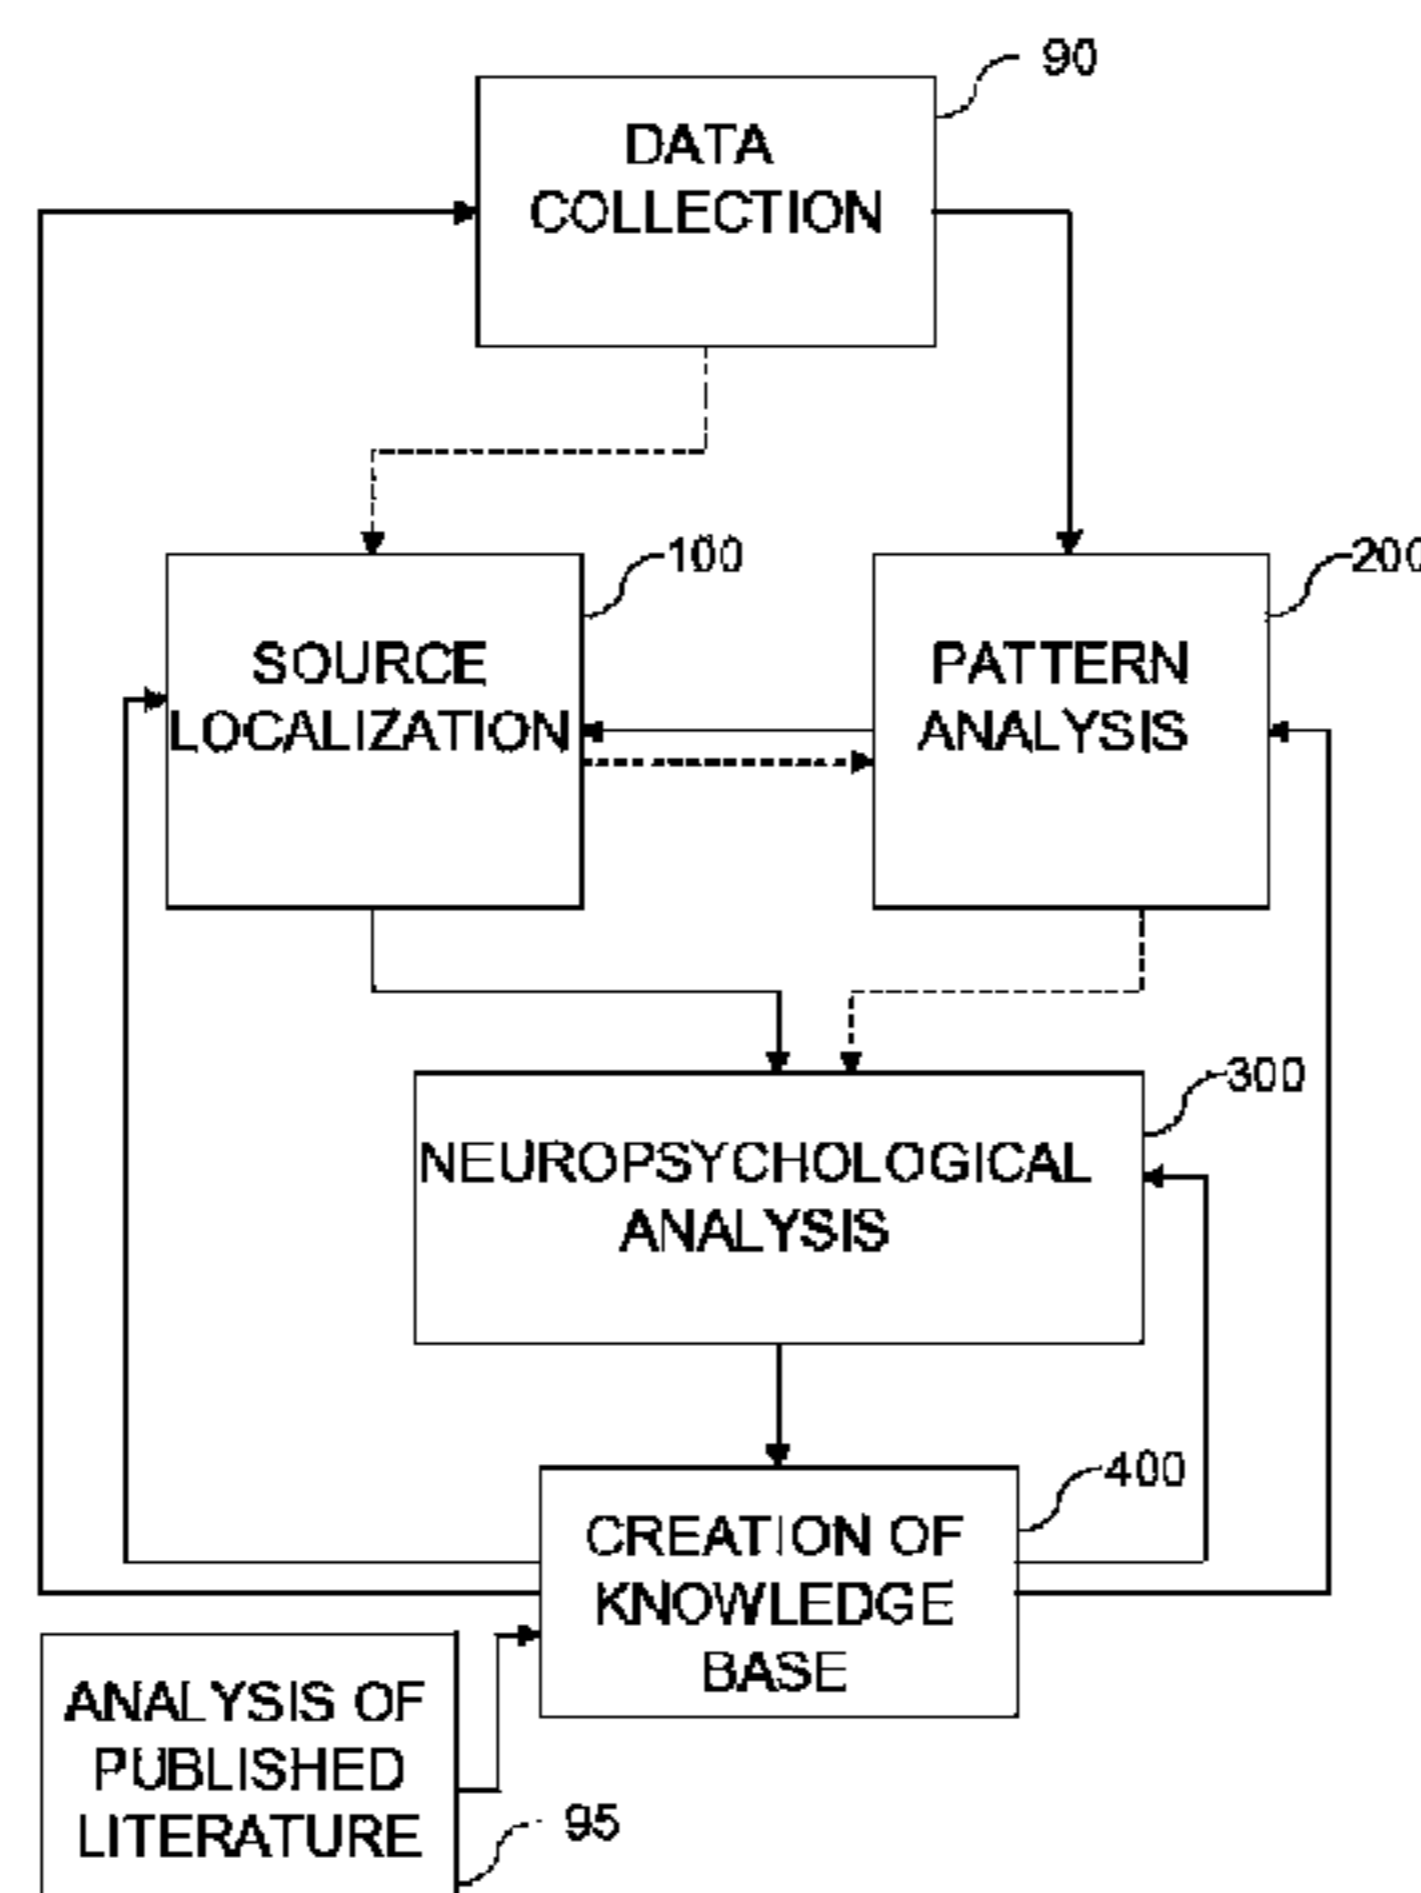 90
DATA
COLLECTION
100
200
SOURCE
LOCALIZATION
PATTERN
ANALYSIS
300
NEUROPSYCHOLOGICAL
ANALYSIS
400
CREATION OF
KNOWLEDGE
BASE
ANALYSIS OF
PUBLISHED
LITERATURE
95